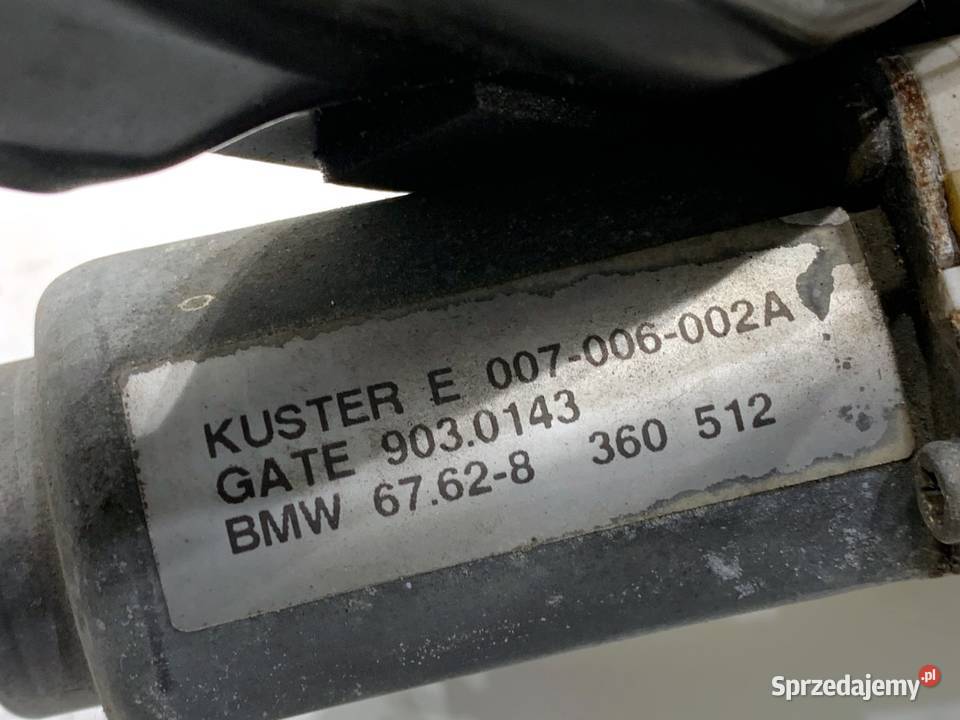 KUSTER E 007-006-002A
GATE 903.0143
BMW 67.62-8 360 512
Sprzedajemy.pl